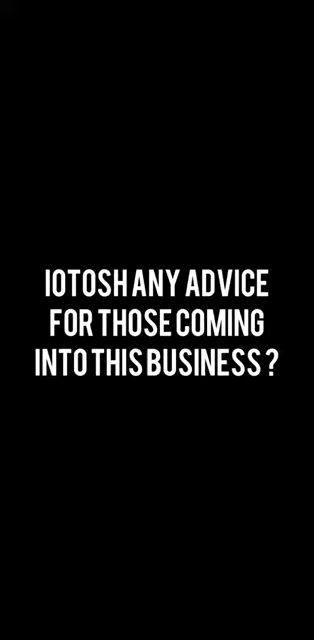 IOTOSH ANY ADVICE
FOR THOSE COMING
INTO THIS BUSINESS ?